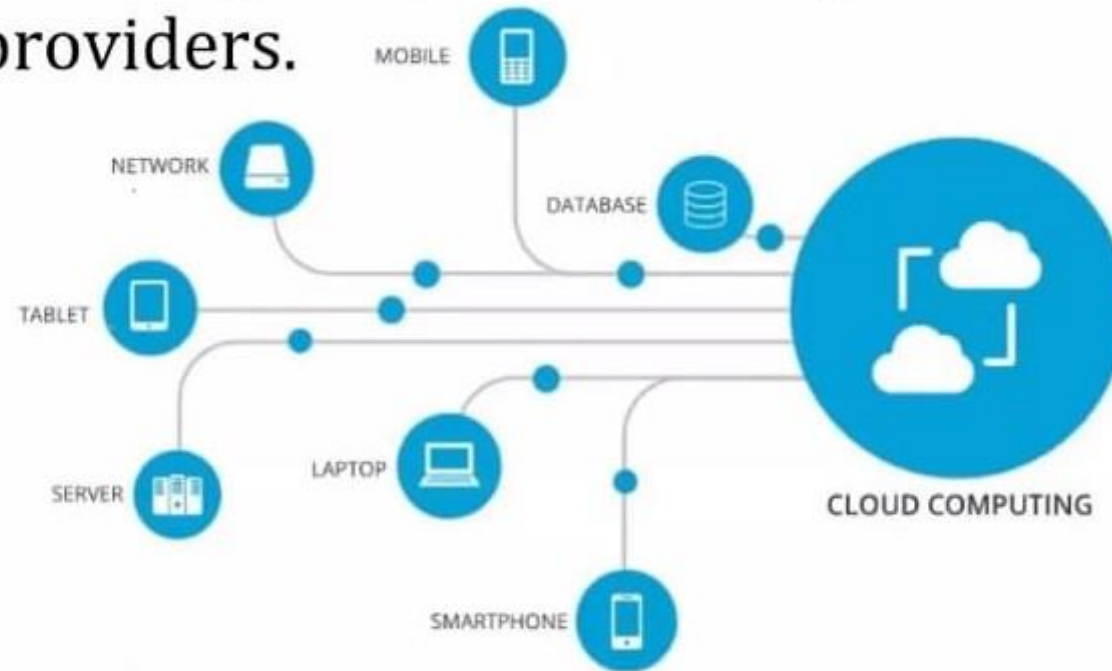 providers.
MOBILE
NETWORK
DATABASE
TABLET
LAPTOP
SERVER
CLOUD COMPUTING
SMARTPHONE